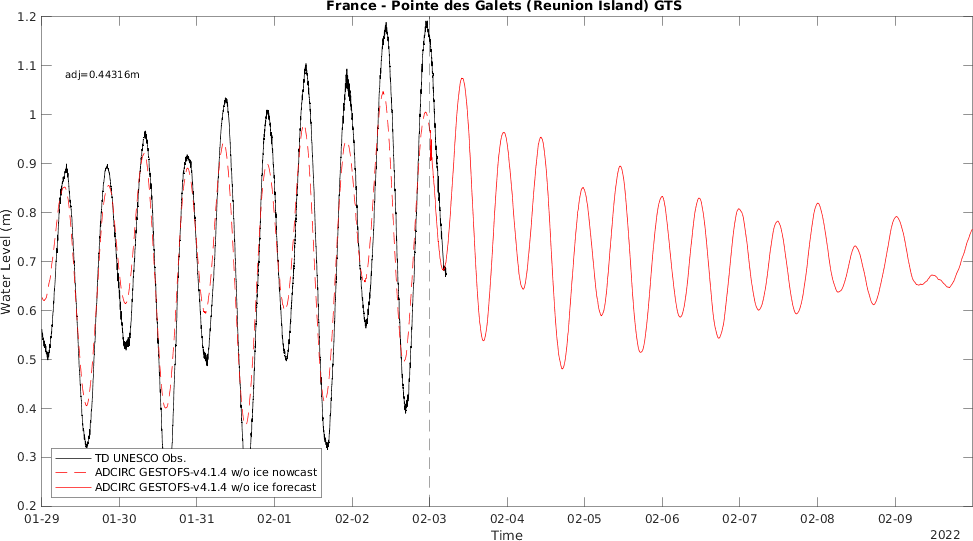 France - Pointe des Galets (Reunion Island) GTS
1.2
1.1
adj=0.44316m
1
0.9
0.8
0.7
0.6
0.5
0.4
0.3
0.2
Water Level (m)
TD UNESCO Obs.
ADCIRC GESTOFS-v4.1.4 w/o ice nowcast
ADCIRC GESTOFS-v4.1.4 w/o ice forecast
01-29 01-30 01-31 02-01 02-02 02-03 02-04 02-05 02-06 02-07 02-08 02-09
Time
2022